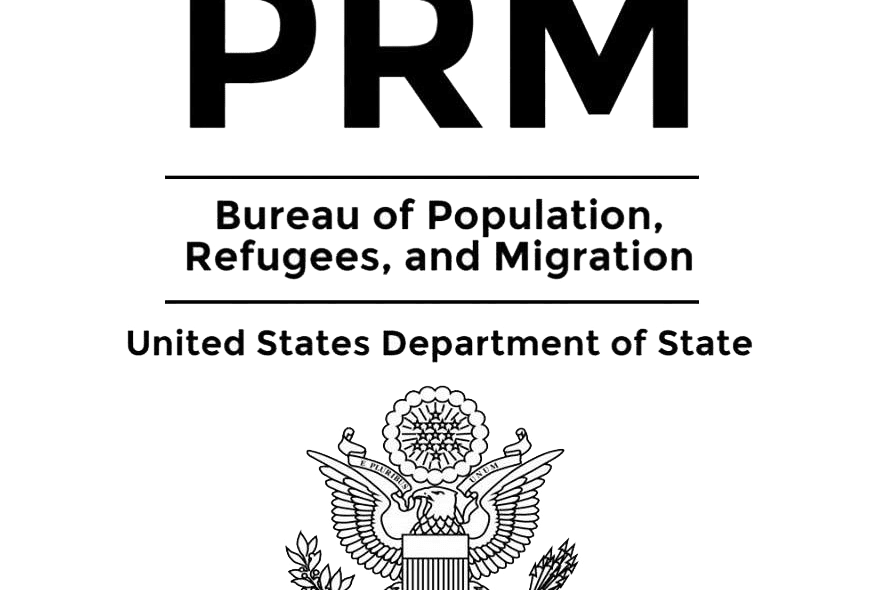 PRM
Bureau of Population,
Refugees, and Migration
United States Department of State
E PLURIBUS UNUM